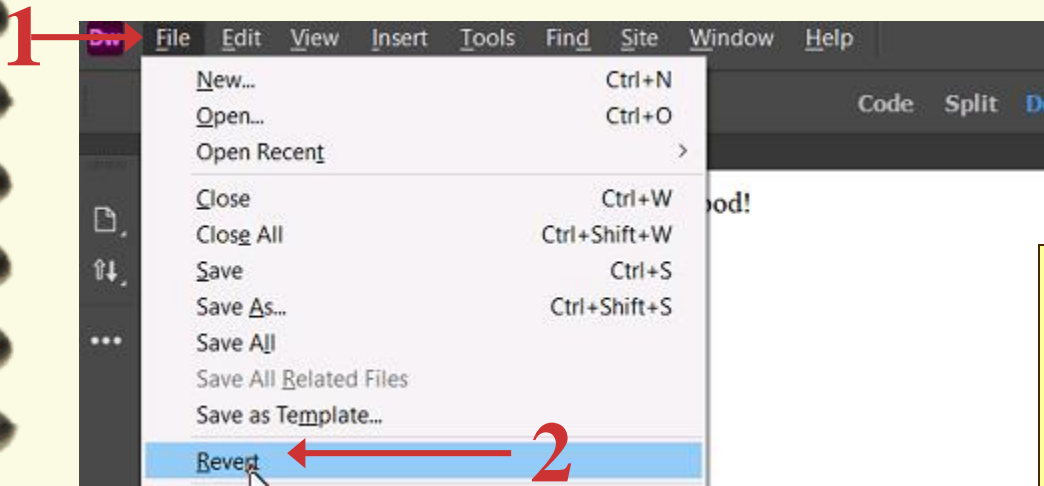 1
Dw File Edit View Insert Tools Find Site Window Help
Code Split
New... Ctrl+N
Open... Ctrl+O
Open Recent >
Close Ctrl+W
Close All Ctrl+Shift+W
Save Ctrl+S
Save As... Ctrl+Shift+S
Save All
Save All Related Files
Save as Template...
Revert
2